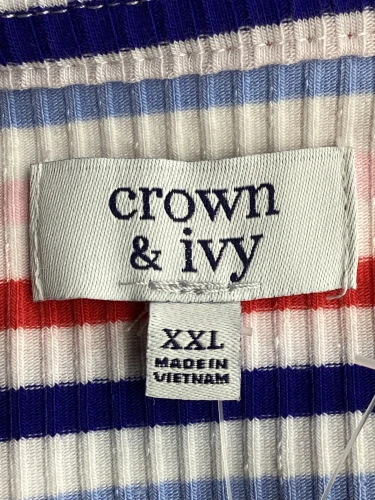 crown
& ivy
XXL
MADE IN
VIETNAM